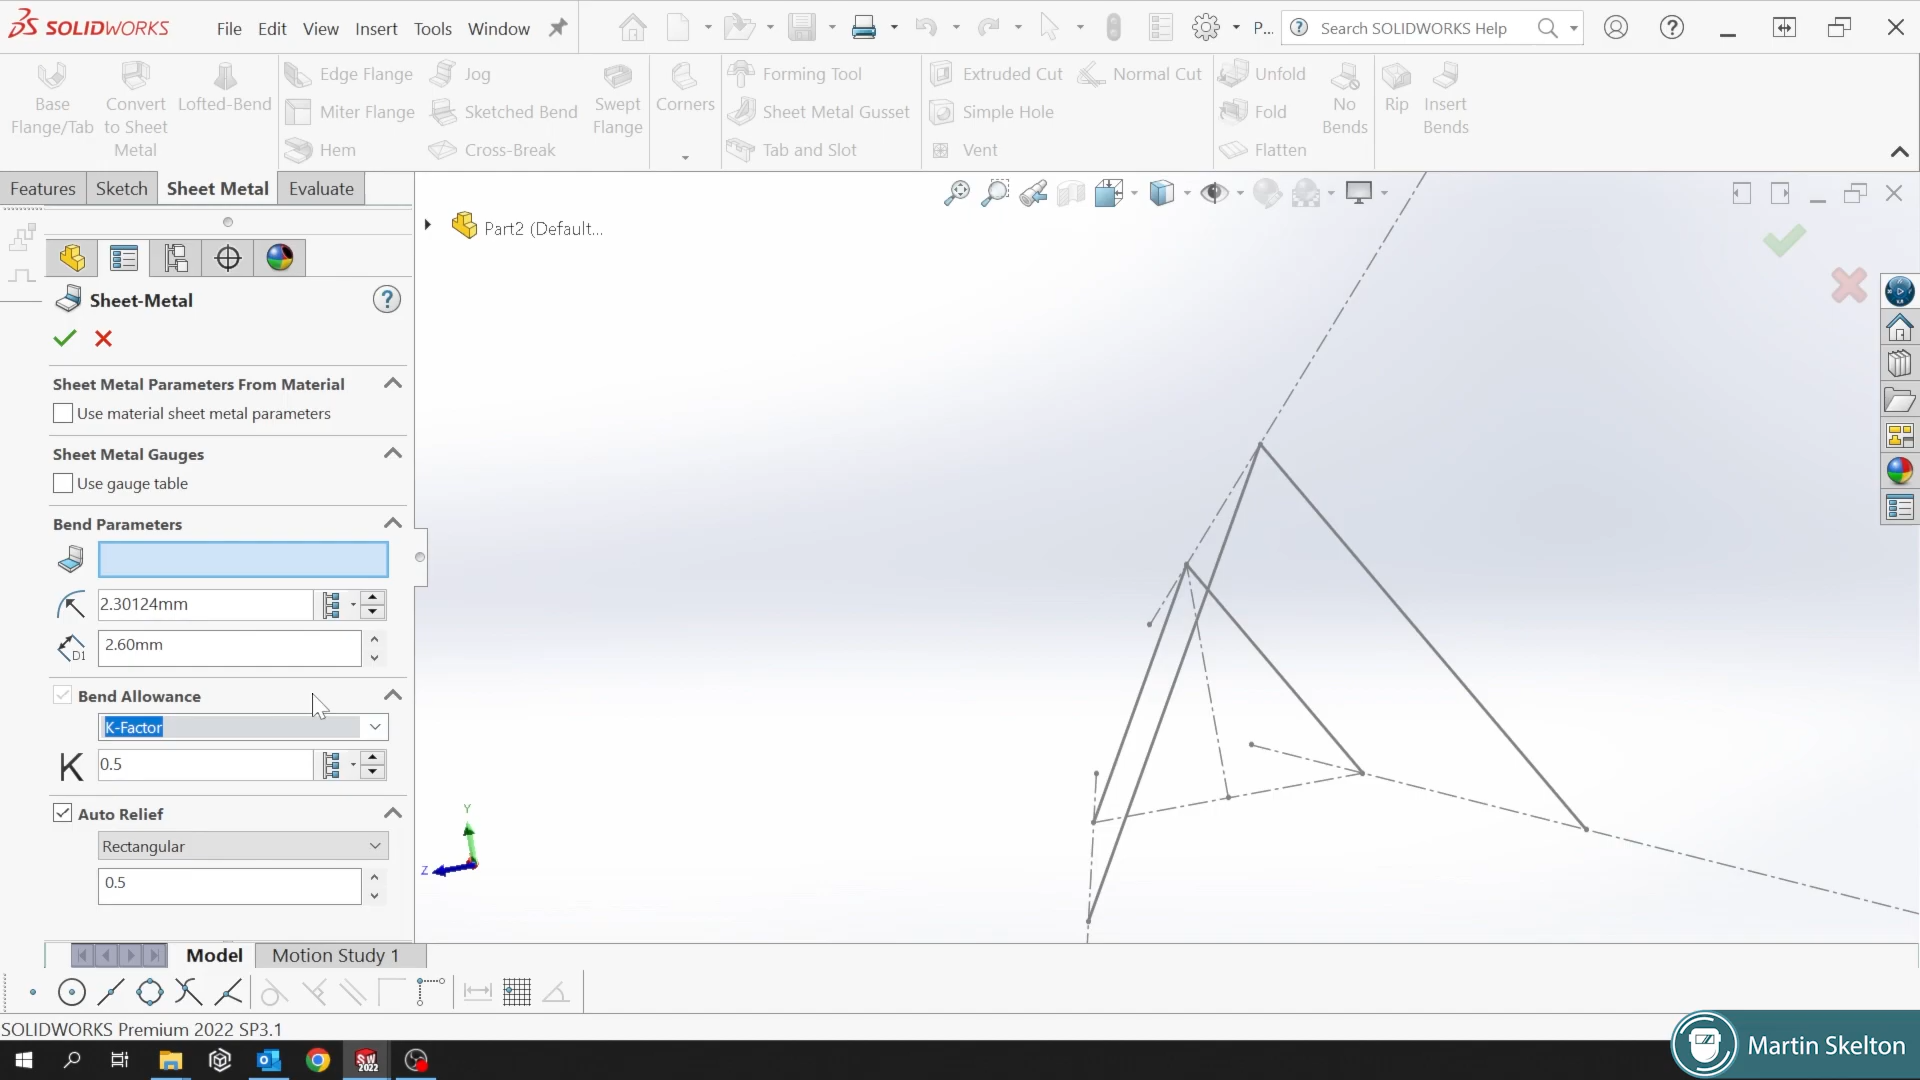 SOLIDWORKS File Edit View Insert Tools Window P... Search SOLIDWORKS Help
Base Flange/Tab
Convert to Sheet Metal
Lofted-Bend
Edge Flange
Miter Flange
Hem
Jog
Sketched Bend
Cross-Break
Swept Flange
Corners
Forming Tool
Sheet Metal Gusset
Tab and Slot
Extruded Cut
Simple Hole
Vent
Normal Cut
Unfold
Fold
Flatten
No Bends
Rip
Insert Bends
Features Sketch Sheet Metal Evaluate
Part2 (Default...
Sheet-Metal
Sheet Metal Parameters From Material
Use material sheet metal parameters
Sheet Metal Gauges
Use gauge table
Bend Parameters
2.30124mm
D1 2.60mm
Bend Allowance
K-Factor
K 0.5
Auto Relief
Rectangular
0.5
Y
Z
Model Motion Study 1
SOLIDWORKS Premium 2022 SP3.1
SW 2022
Martin Skelton